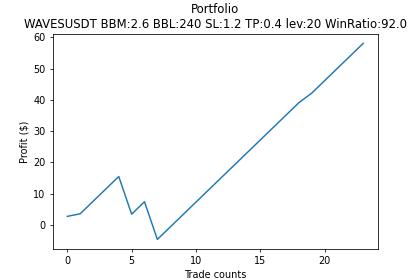 Portfolio
WAVESUSDT BBM:2.6 BBL:240 SL:1.2 TP:0.4 lev:20 WinRatio:92.0
60
50
40
30
20
10
0
Profit ($)
0 5 10 15 20
Trade counts